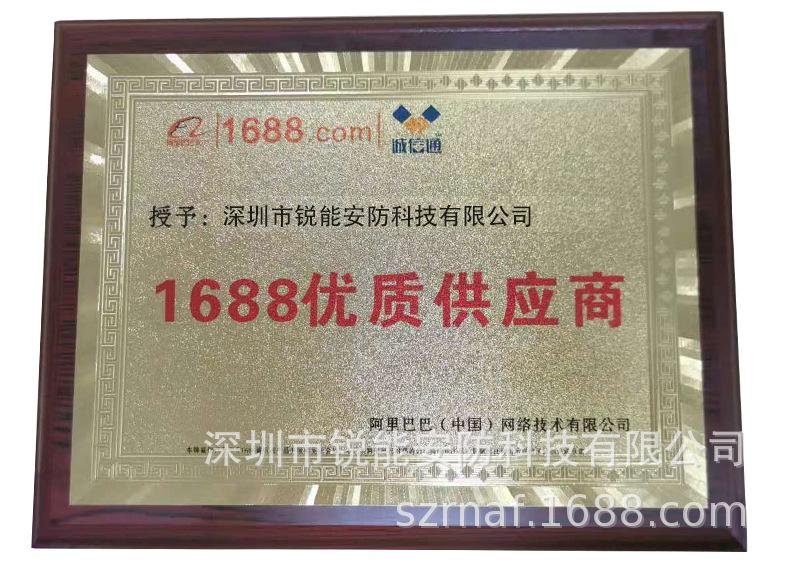 1688.com 诚信通
授予：深圳市锐能安防科技有限公司
1688优质供应商
阿里巴巴（中国）网络技术有限公司
深圳市锐能安防科技有限公司
szrnaf.1688.com